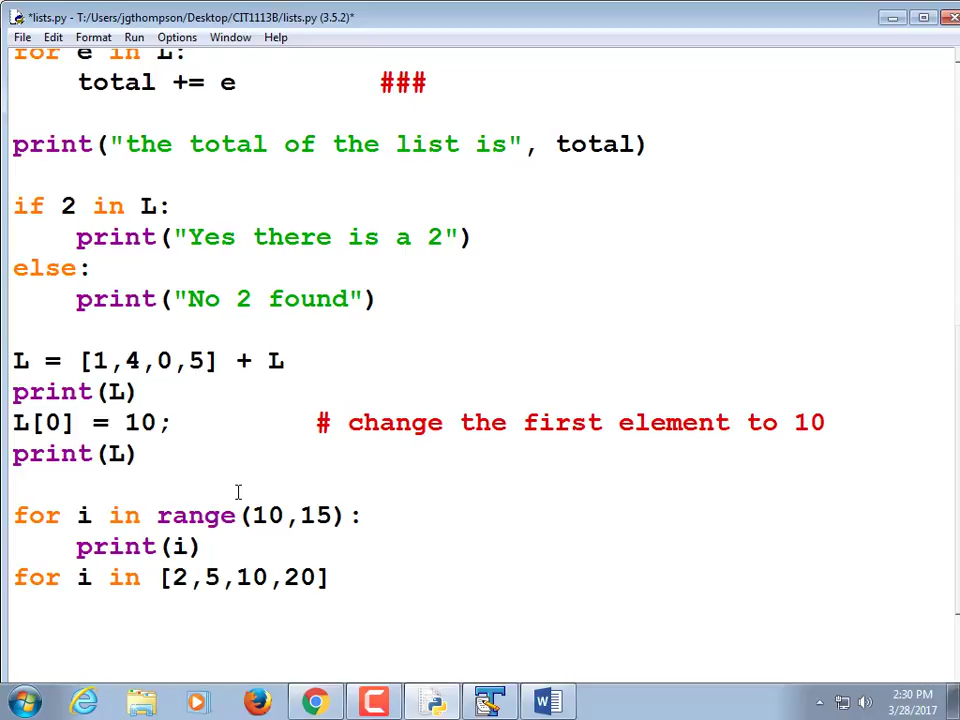 *lists.py - T:/Users/jgthompson/Desktop/CIT1113B/lists.py (3.5.2)*
File Edit Format Run Options Window Help
for e in L:
    total += e         ###
print("the total of the list is", total)
if 2 in L:
    print("Yes there is a 2")
else:
    print("No 2 found")
L = [1,4,0,5] + L
print(L)
L[0] = 10;         # change the first element to 10
print(L)
for i in range(10,15):
    print(i)
for i in [2,5,10,20]
2:30 PM
3/28/2017